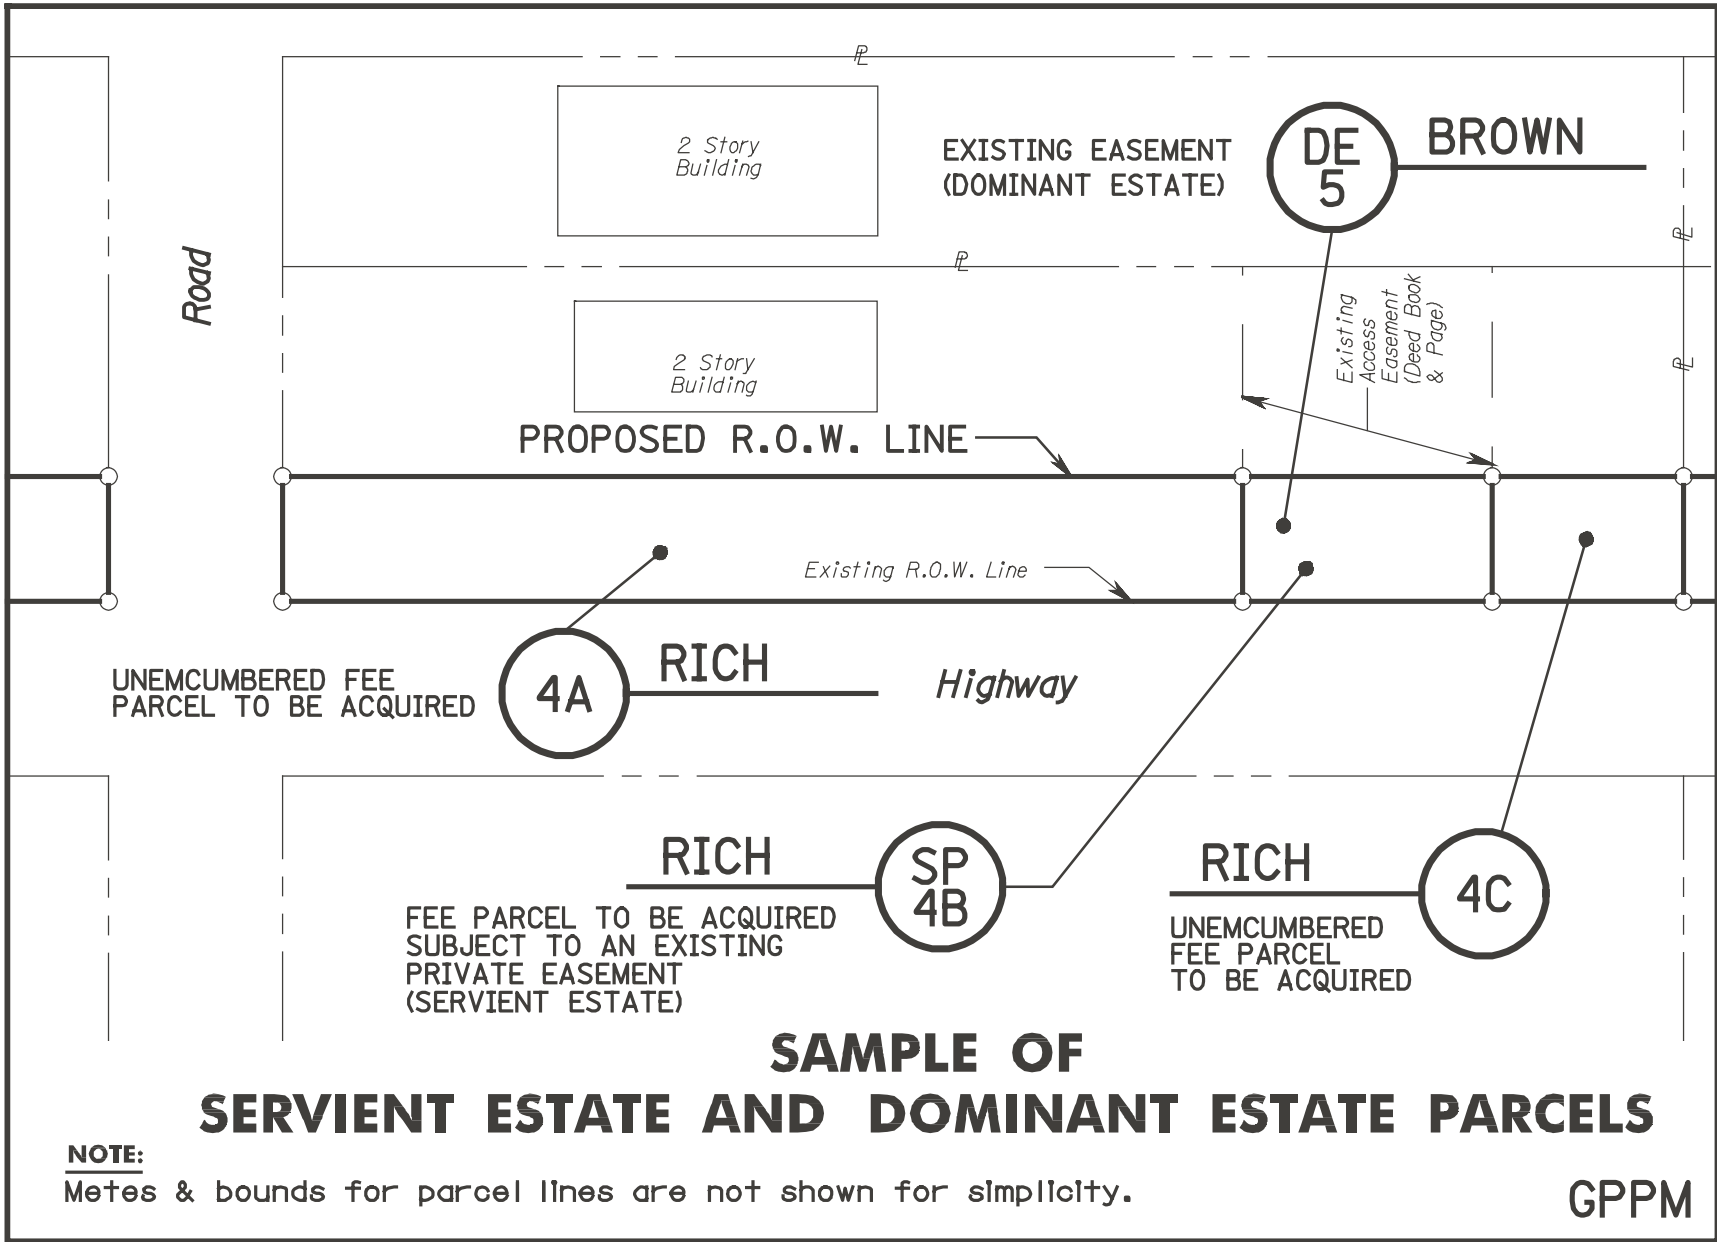 PL
2 Story
Building
EXISTING EASEMENT
(DOMINANT ESTATE)
DE
5
BROWN
PL
Road
PL
2 Story
Building
Existing
Access
Easement
(Deed Book
& Page)
PL
PROPOSED R.O.W. LINE
Existing R.O.W. Line
UNEMCUMBERED FEE
PARCEL TO BE ACQUIRED
4A
RICH
Highway
RICH
SP
4B
FEE PARCEL TO BE ACQUIRED
SUBJECT TO AN EXISTING
PRIVATE EASEMENT
(SERVIENT ESTATE)
RICH
4C
UNEMCUMBERED
FEE PARCEL
TO BE ACQUIRED
SAMPLE OF
SERVIENT ESTATE AND DOMINANT ESTATE PARCELS
NOTE:
Metes & bounds for parcel lines are not shown for simplicity.
GPPM